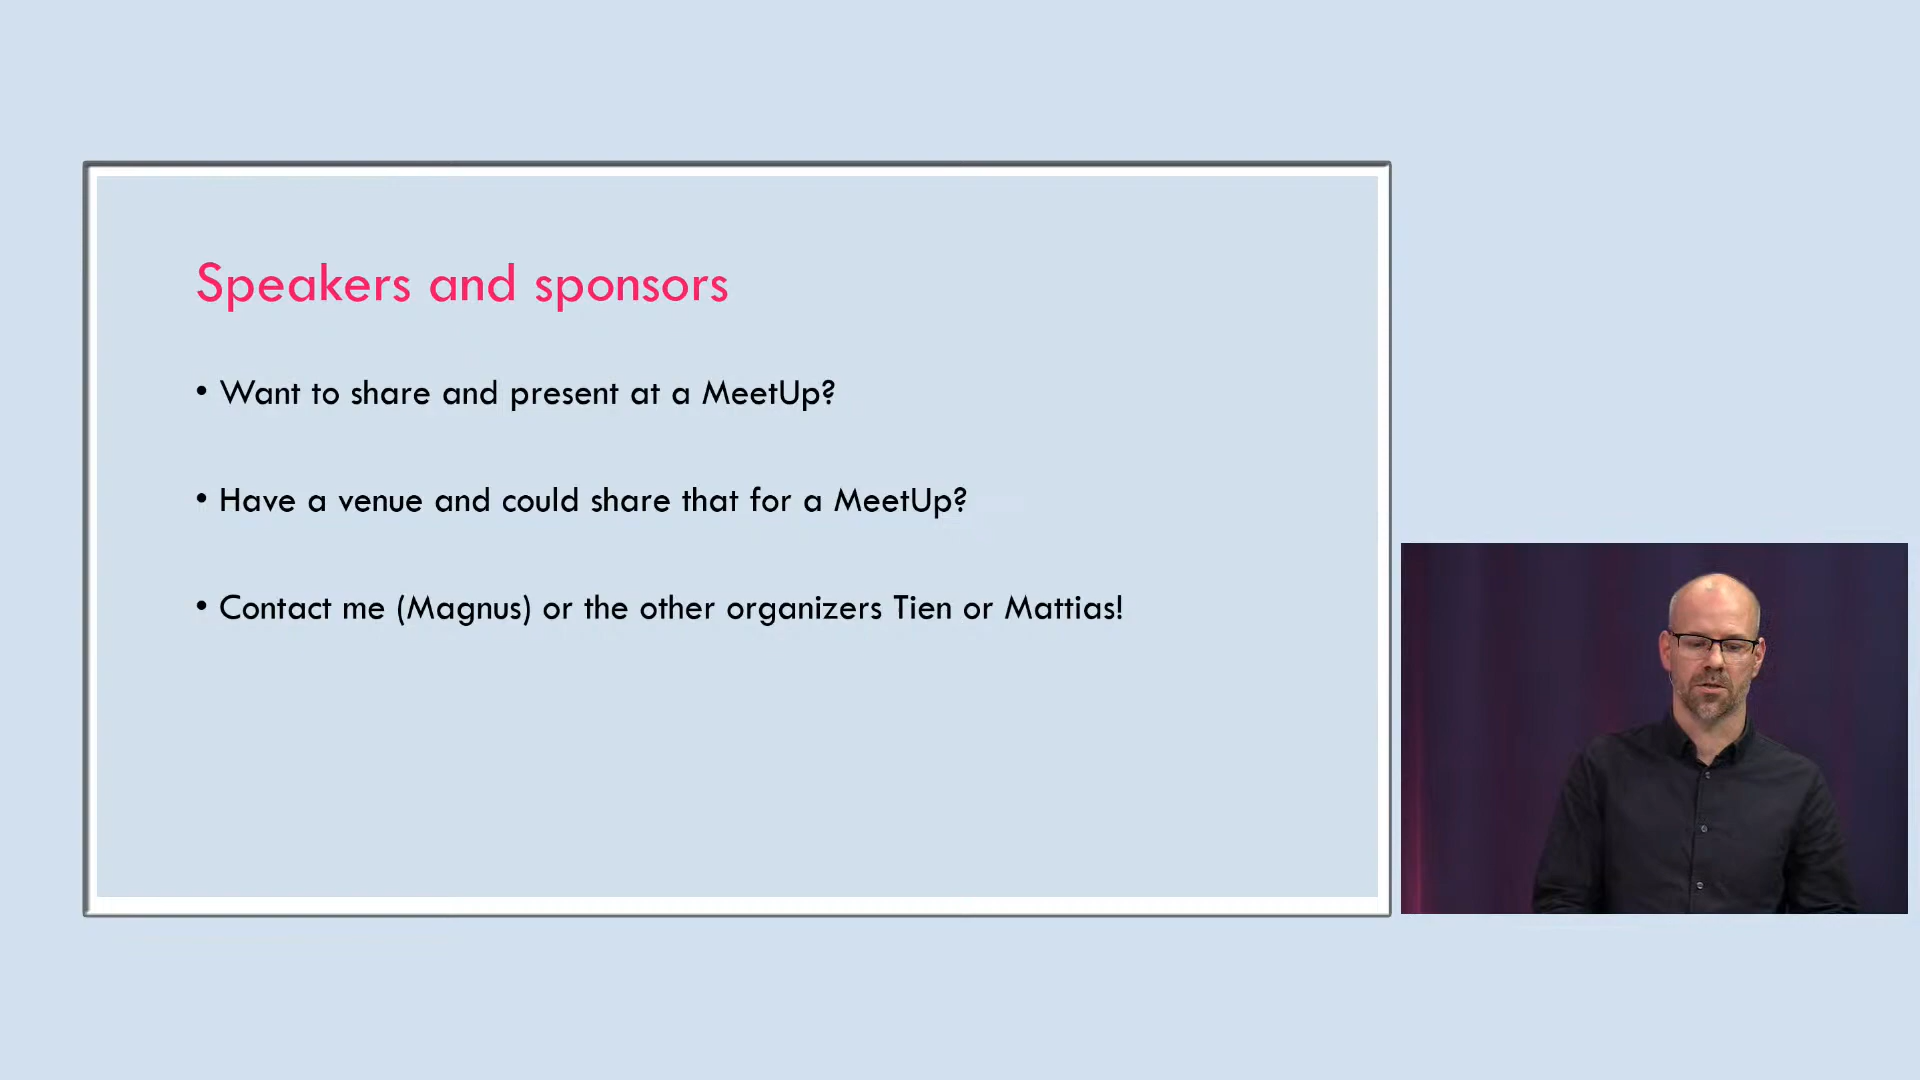 Speakers and sponsors
• Want to share and present at a MeetUp?
• Have a venue and could share that for a MeetUp?
• Contact me (Magnus) or the other organizers Tien or Mattias!